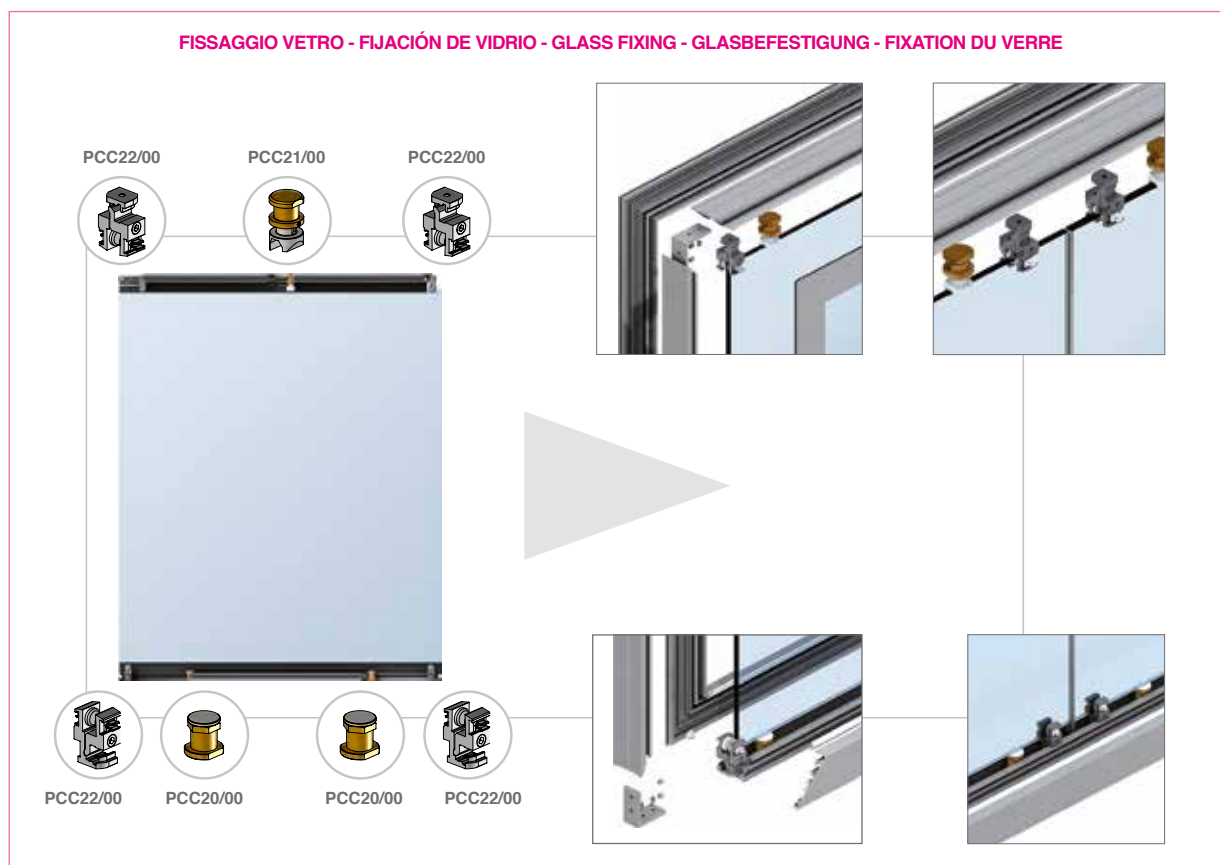 FISSAGGIO VETRO - FIJACIÓN DE VIDRIO - GLASS FIXING - GLASBEFESTIGUNG - FIXATION DU VERRE
PCC22/00 PCC21/00 PCC22/00
PCC22/00 PCC20/00 PCC20/00 PCC22/00